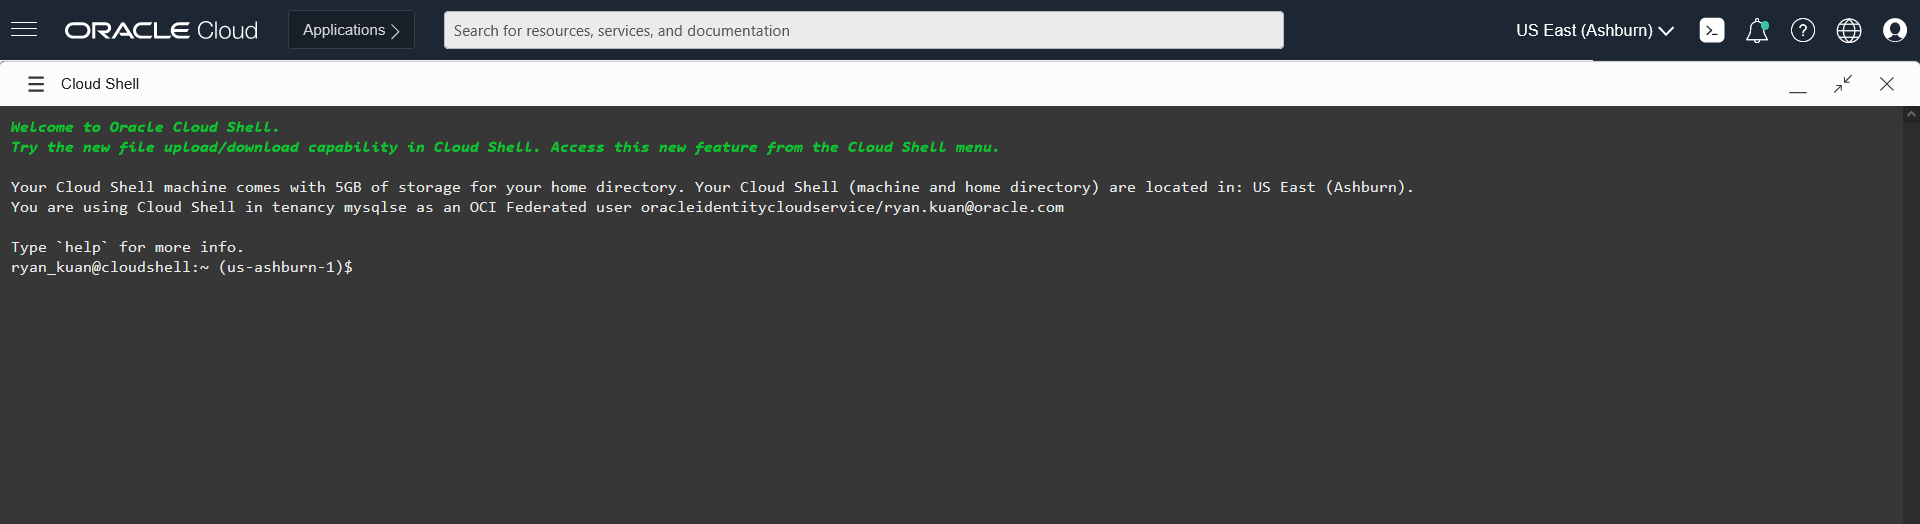 ORACLE Cloud
Applications
Search for resources, services, and documentation
US East (Ashburn)
Cloud Shell
Welcome to Oracle Cloud Shell.
Try the new file upload/download capability in Cloud Shell. Access this new feature from the Cloud Shell menu.
Your Cloud Shell machine comes with 5GB of storage for your home directory. Your Cloud Shell (machine and home directory) are located in: US East (Ashburn).
You are using Cloud Shell in tenancy mysqlse as an OCI Federated user oracleidentitycloudservice/ryan.kuan@oracle.com
Type `help` for more info.
ryan_kuan@cloudshell:~ (us-ashburn-1)$